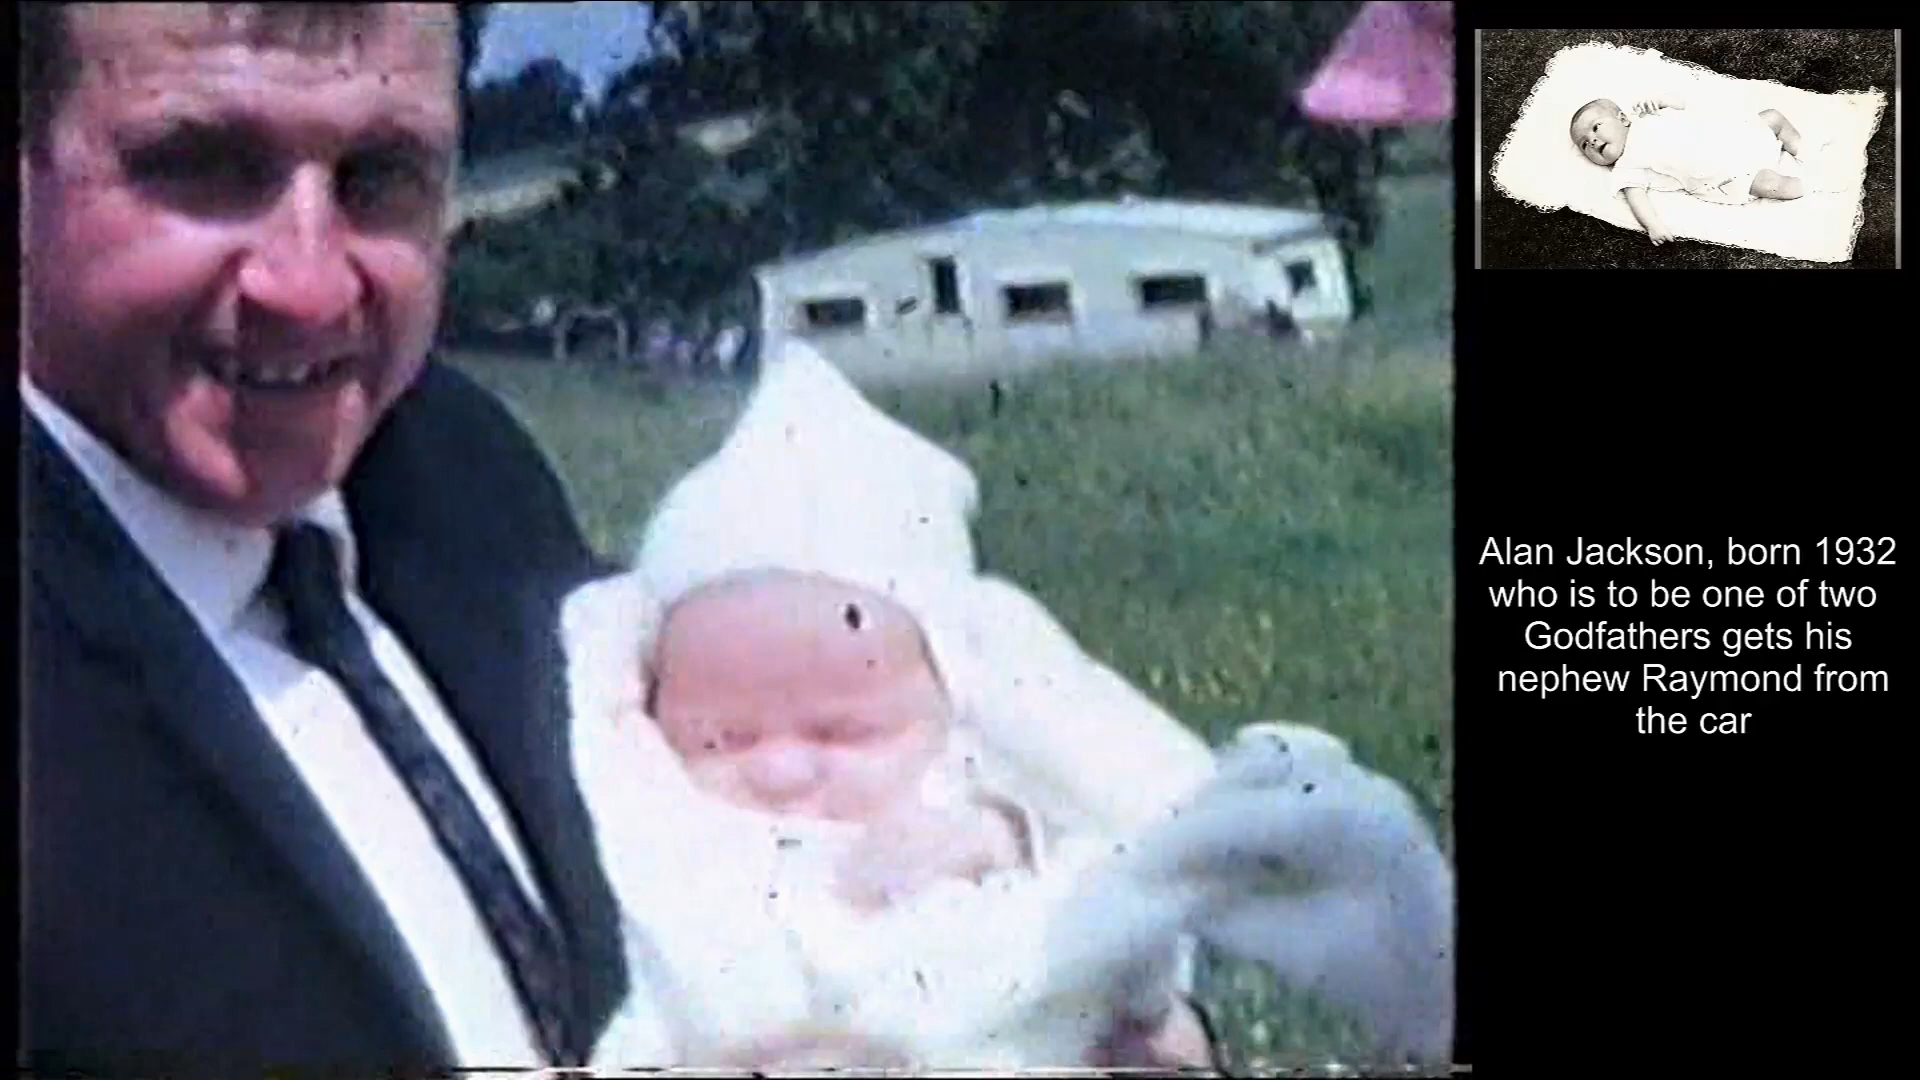 Alan Jackson, born 1932
who is to be one of two
Godfathers gets his
nephew Raymond from
the car